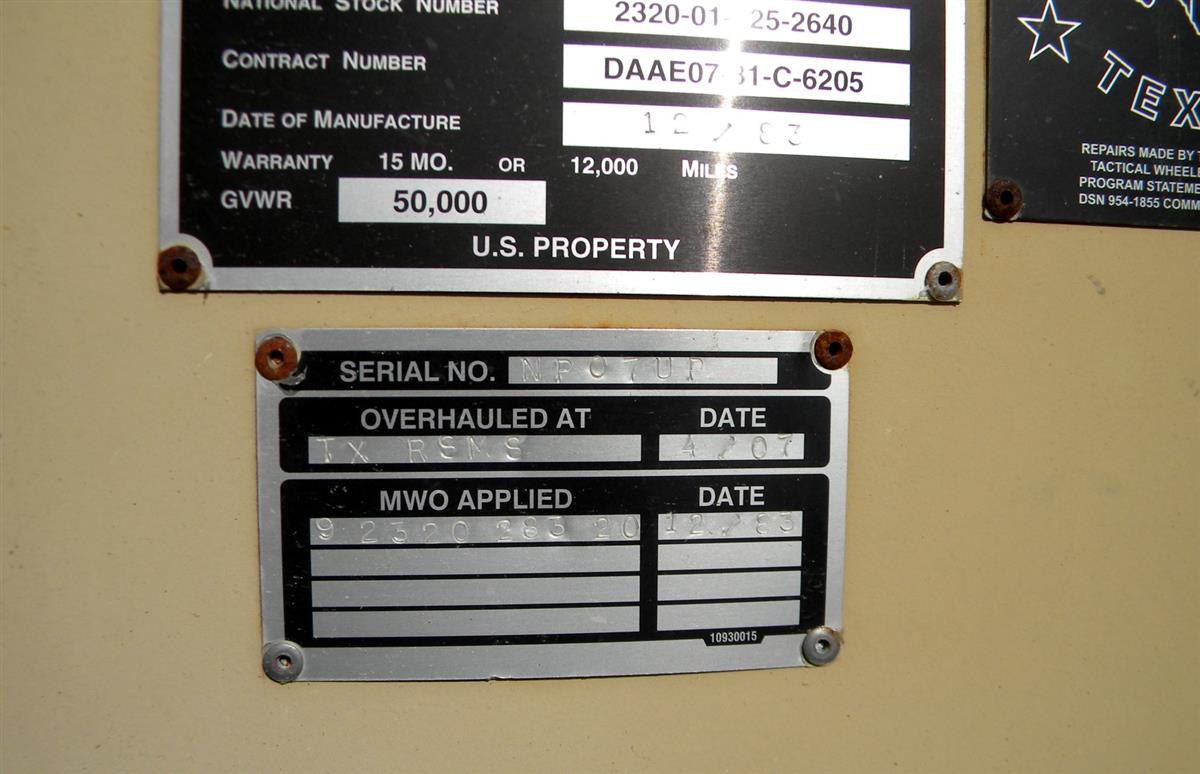 NATIONAL STOCK NUMBER 2320-01- 25-2640
CONTRACT NUMBER DAAE07- 1-C-6205
DATE OF MANUFACTURE 12/83
WARRANTY 15 MO. OR 12,000 MILES
GVWR 50,000
U.S. PROPERTY
TEX
REPAIRS MADE BY
TACTICAL WHEELE
PROGRAM STATEME
DSN 954-1855 COMM
SERIAL NO. NP07UP
OVERHAULED AT DATE
TX RSMS 4/07
MWO APPLIED DATE
9 2320 283 20 12/83
10930015